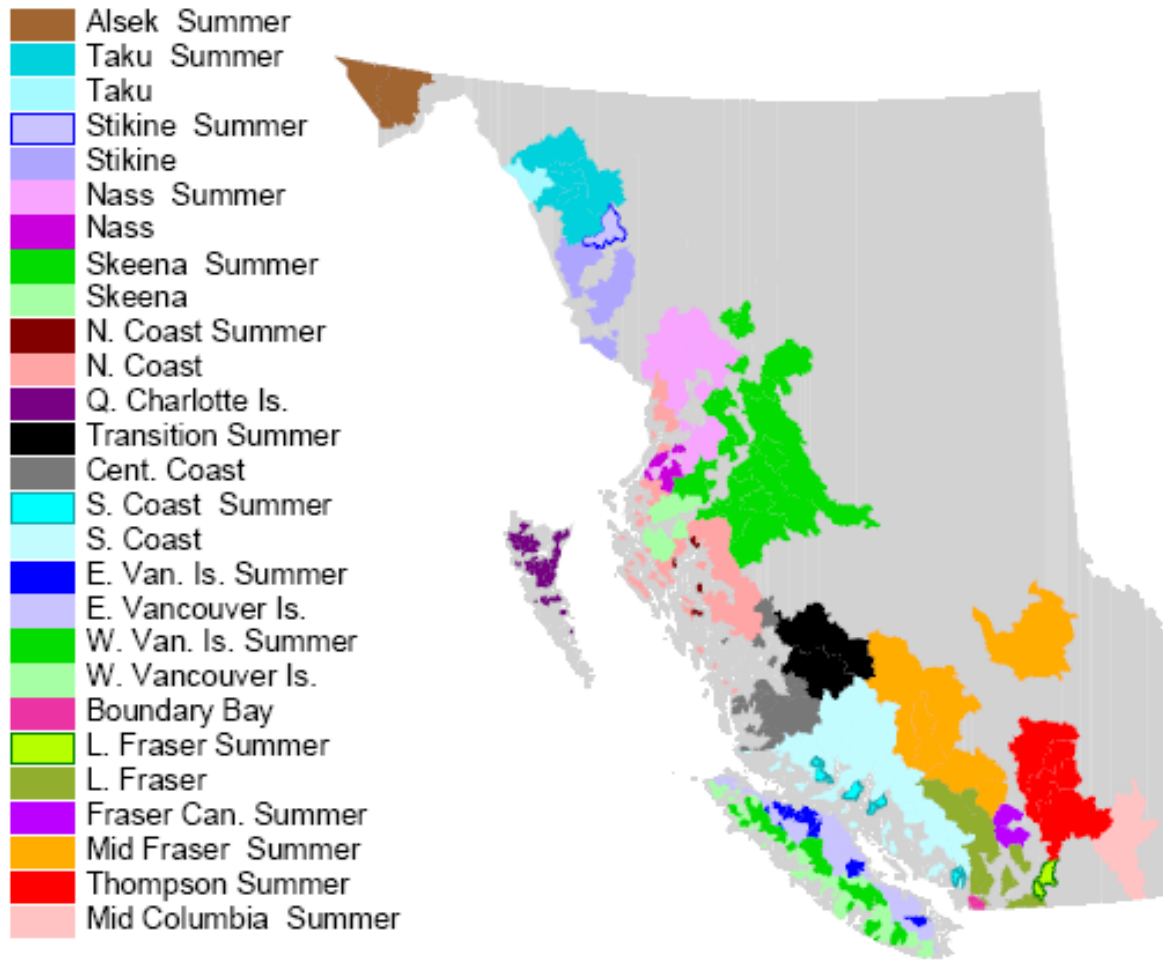 Alsek Summer
Taku Summer
Taku
Stikine Summer
Stikine
Nass Summer
Nass
Skeena Summer
Skeena
N. Coast Summer
N. Coast
Q. Charlotte Is.
Transition Summer
Cent. Coast
S. Coast Summer
S. Coast
E. Van. Is. Summer
E. Vancouver Is.
W. Van. Is. Summer
W. Vancouver Is.
Boundary Bay
L. Fraser Summer
L. Fraser
Fraser Can. Summer
Mid Fraser Summer
Thompson Summer
Mid Columbia Summer